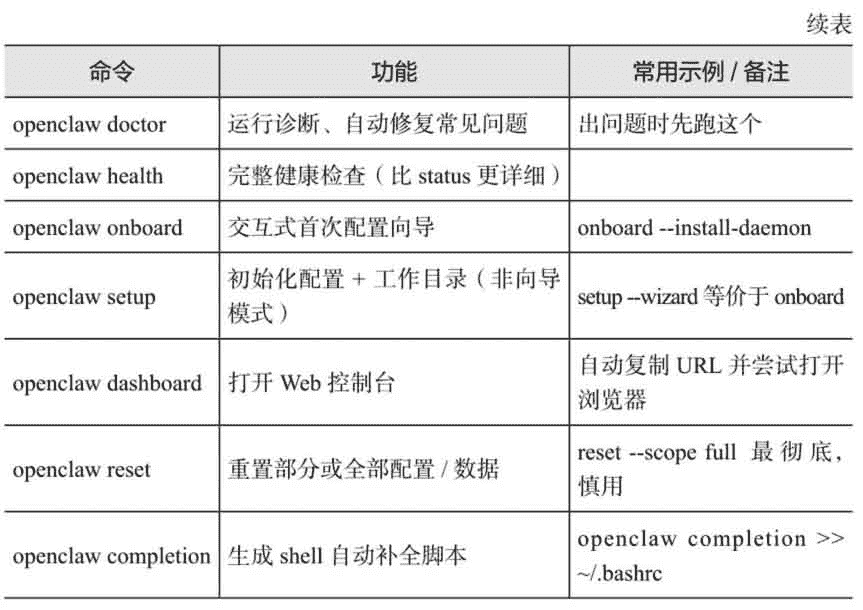 续表
命令 功能 常用示例 / 备注
openclaw doctor 运行诊断、自动修复常见问题 出问题时先跑这个
openclaw health 完整健康检查（比 status 更详细）
openclaw onboard 交互式首次配置向导 onboard --install-daemon
openclaw setup 初始化配置 + 工作目录（非向导
模式） setup --wizard 等价于 onboard
openclaw dashboard 打开 Web 控制台 自动复制 URL 并尝试打开
浏览器
openclaw reset 重置部分或全部配置 / 数据 reset --scope full 最彻底，
慎用
openclaw completion 生成 shell 自动补全脚本 openclaw completion >>
~/.bashrc